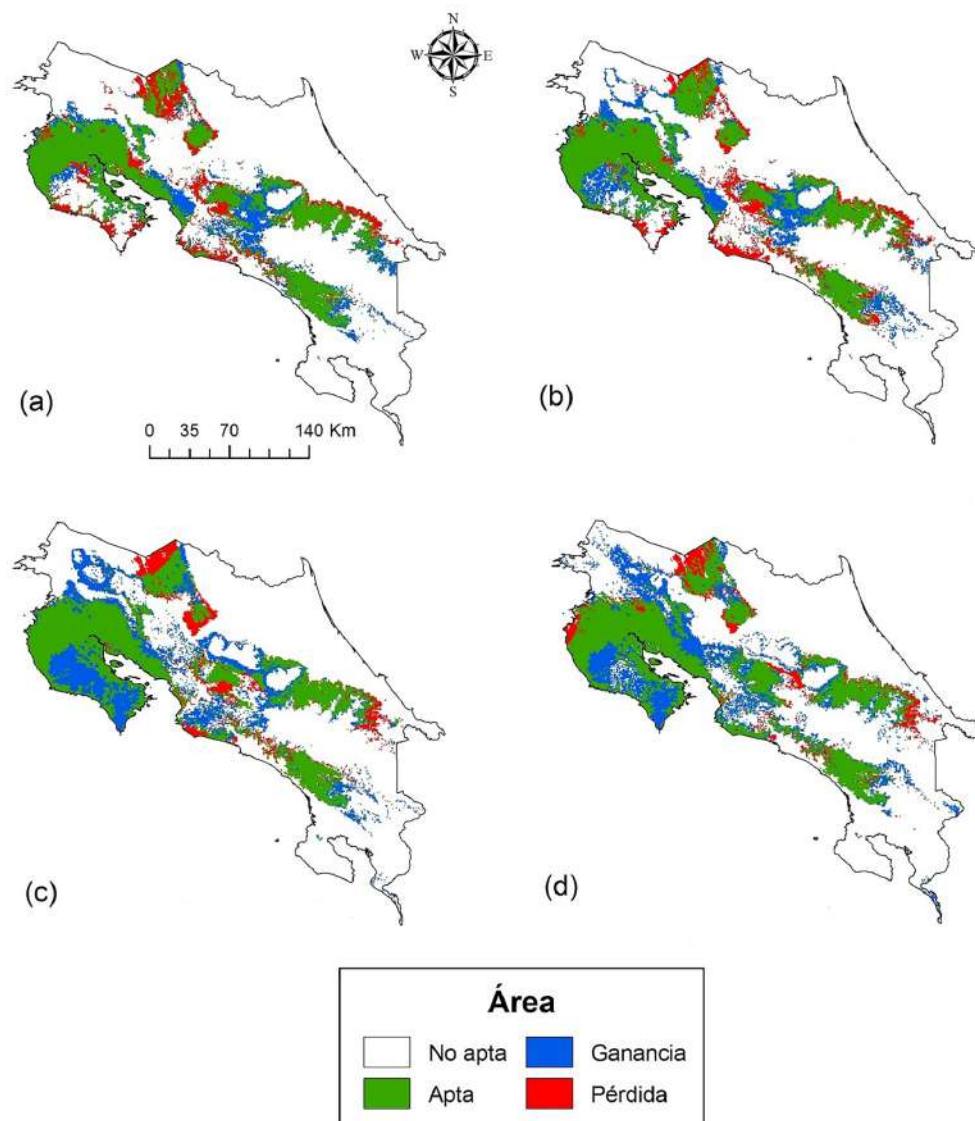 N
W E
S
(a)
(b)
0 35 70 140 Km
(c)
(d)
Área
No apta Ganancia
Apta Pérdida